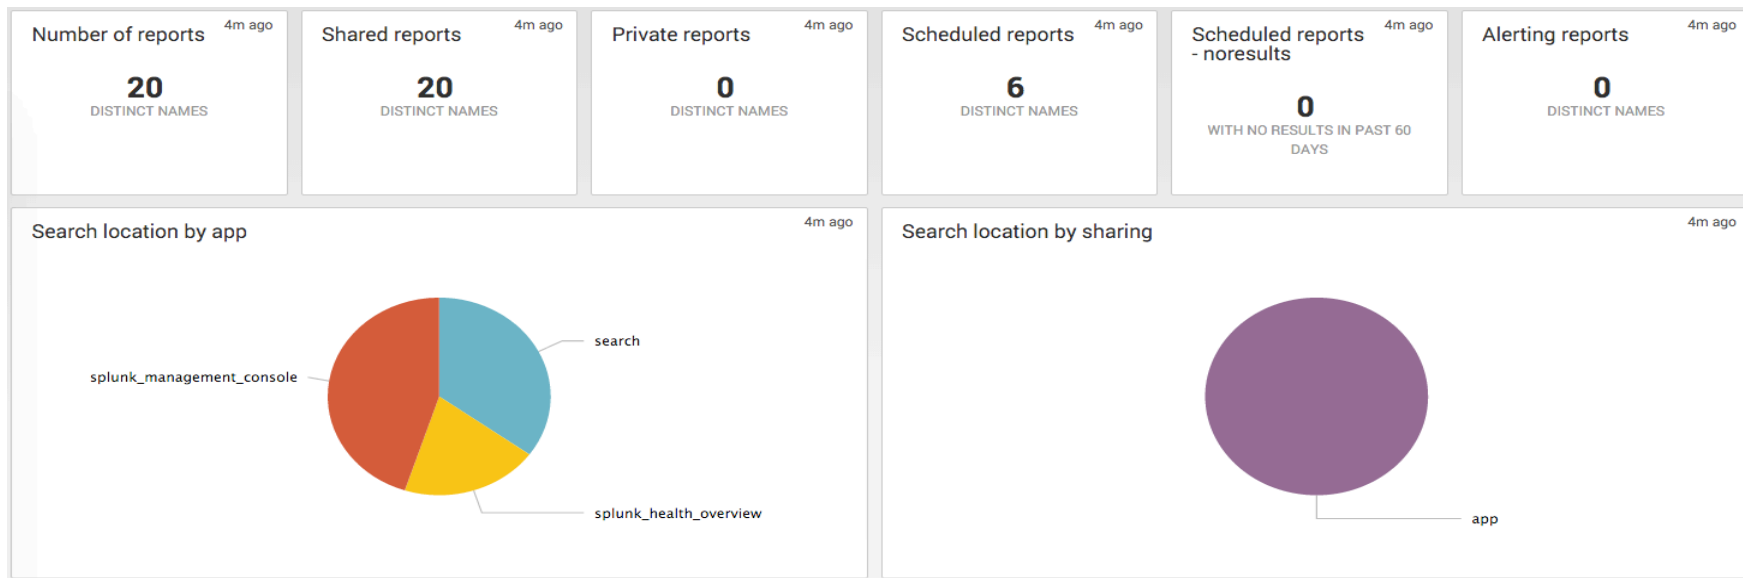 Number of reports
4m ago
20
DISTINCT NAMES
Shared reports
4m ago
20
DISTINCT NAMES
Private reports
4m ago
0
DISTINCT NAMES
Scheduled reports
4m ago
6
DISTINCT NAMES
Scheduled reports
- noresults
4m ago
0
WITH NO RESULTS IN PAST 60
DAYS
Alerting reports
4m ago
0
DISTINCT NAMES
Search location by app
4m ago
search
splunk_management_console
splunk_health_overview
Search location by sharing
4m ago
app